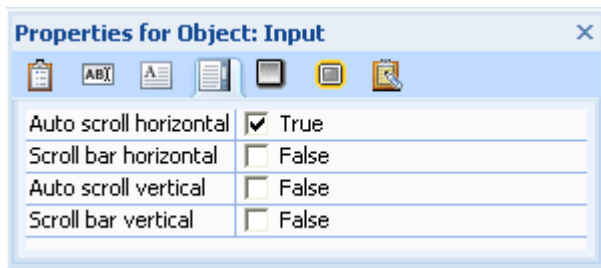 Properties for Object: Input
AB
A
Auto scroll horizontal True
Scroll bar horizontal False
Auto scroll vertical False
Scroll bar vertical False